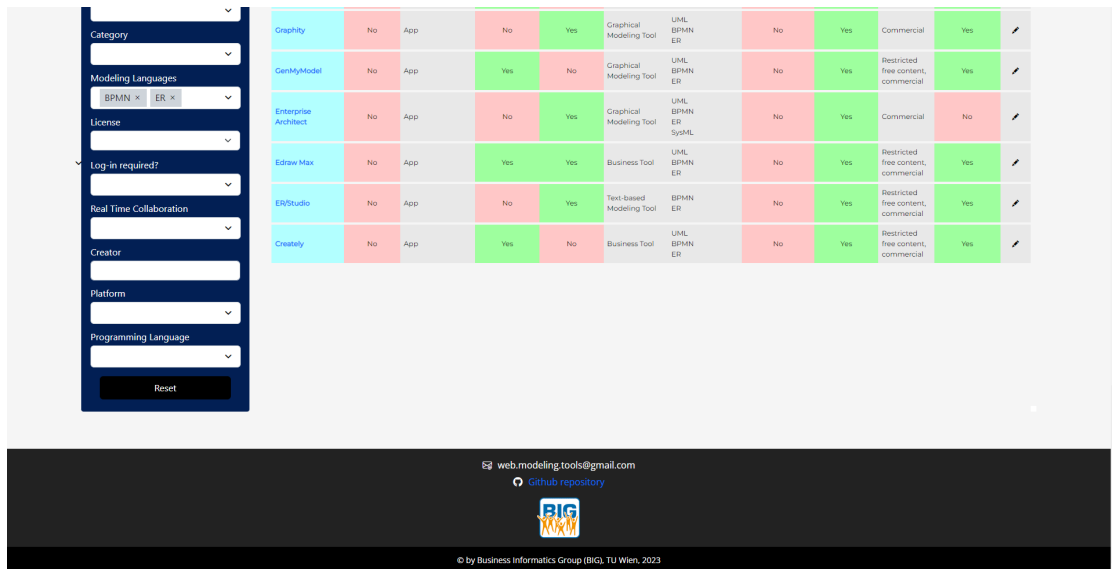 Category
Modeling Languages
BPMN × ER ×
License
Log-in required?
Real Time Collaboration
Creator
Platform
Programming Language
Reset
Graphity No App No Yes Graphical Modeling Tool UML BPMN ER No Yes Commercial Yes
GenMyModel No App Yes No Graphical Modeling Tool UML BPMN ER No Yes Restricted free content, commercial Yes
Enterprise Architect No App No Yes Graphical Modeling Tool UML BPMN ER SysML No Yes Commercial No
Edraw Max No App Yes Yes Business Tool UML BPMN ER No Yes Restricted free content, commercial Yes
ER/Studio No App No Yes Text-based Modeling Tool BPMN ER No Yes Restricted free content, commercial Yes
Creately No App Yes No Business Tool UML BPMN ER No Yes Restricted free content, commercial Yes
web.modeling.tools@gmail.com
Github repository
BIG
© by Business Informatics Group (BIG), TU Wien, 2023